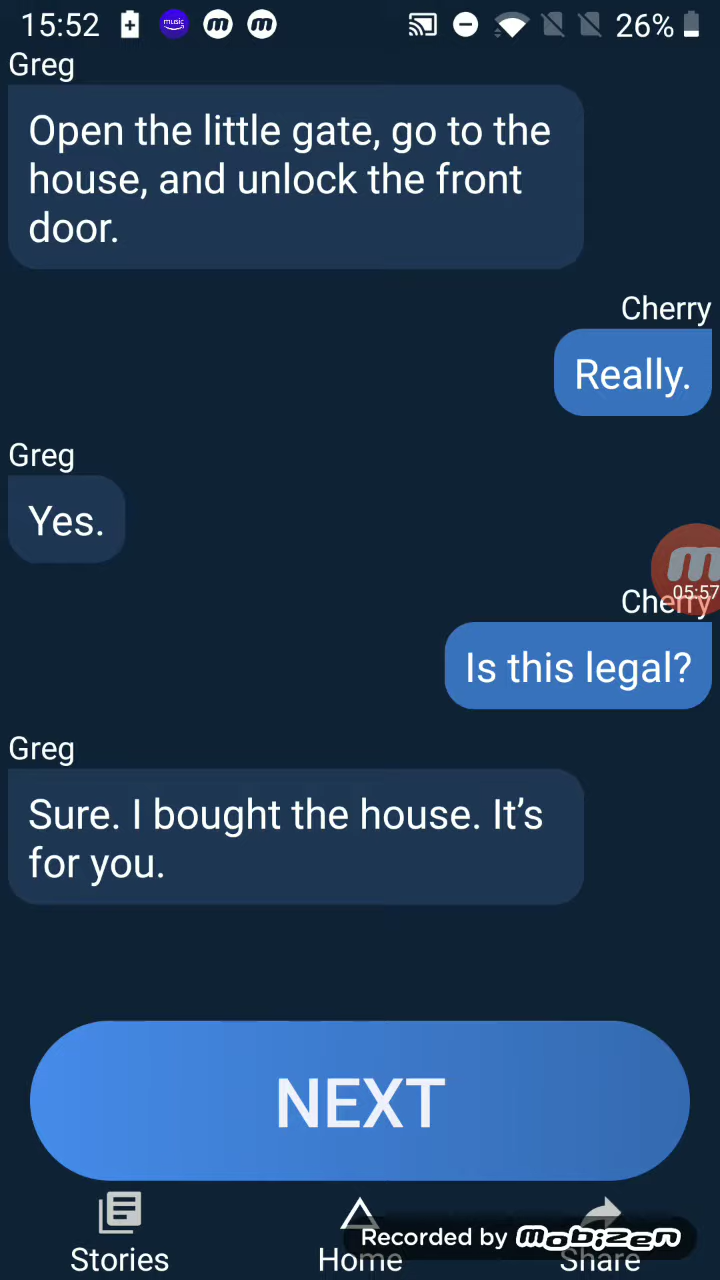 15:52 music m m 26%
Greg
Open the little gate, go to the
house, and unlock the front
door.
Cherry
Really.
Greg
Yes.
m
05:57
Cherry
Is this legal?
Greg
Sure. I bought the house. It’s
for you.
NEXT
Recorded by mobizen
Stories Home Share